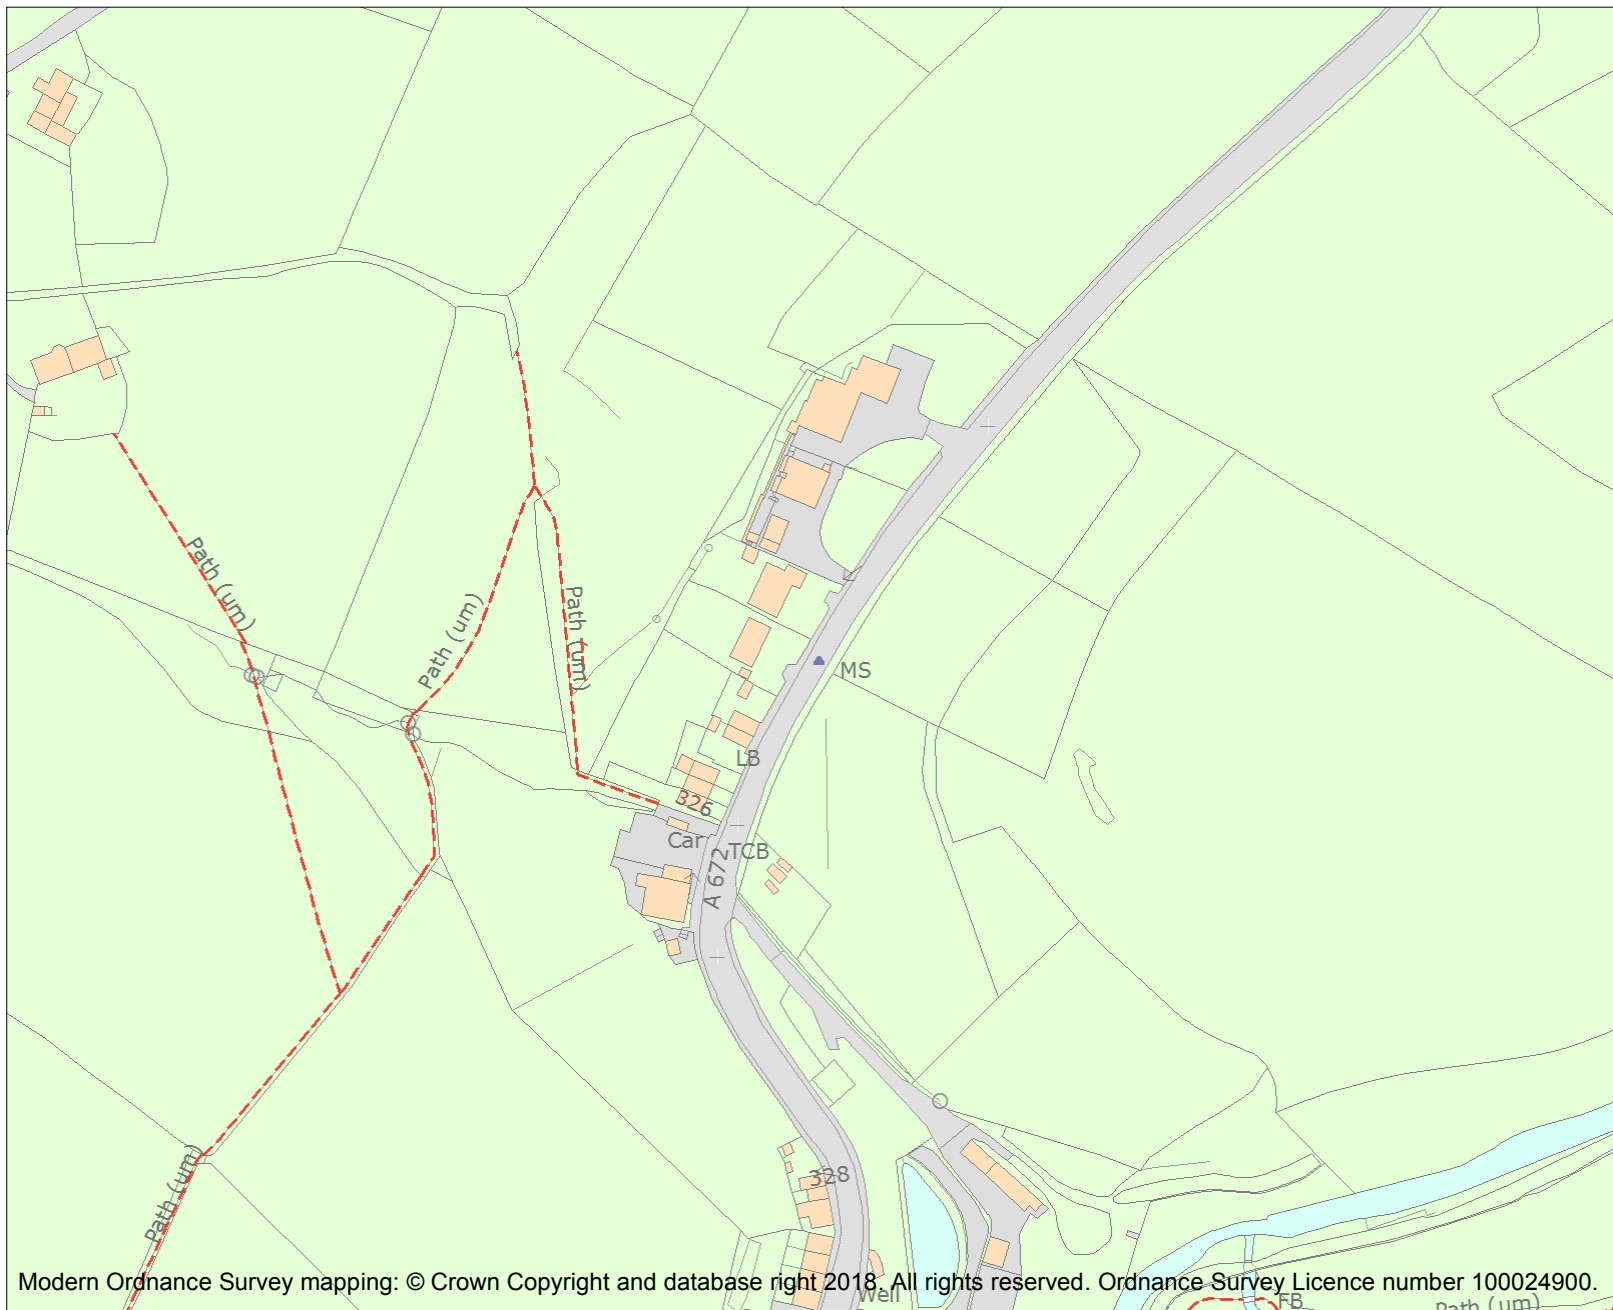 Path (um)
Path (um)
Path (um)
MS
LB
326
Car
TCB
A 672
328
Path (um)
Well
FB
Path (um)
Modern Ordnance Survey mapping: © Crown Copyright and database right 2018. All rights reserved. Ordnance Survey Licence number 100024900.